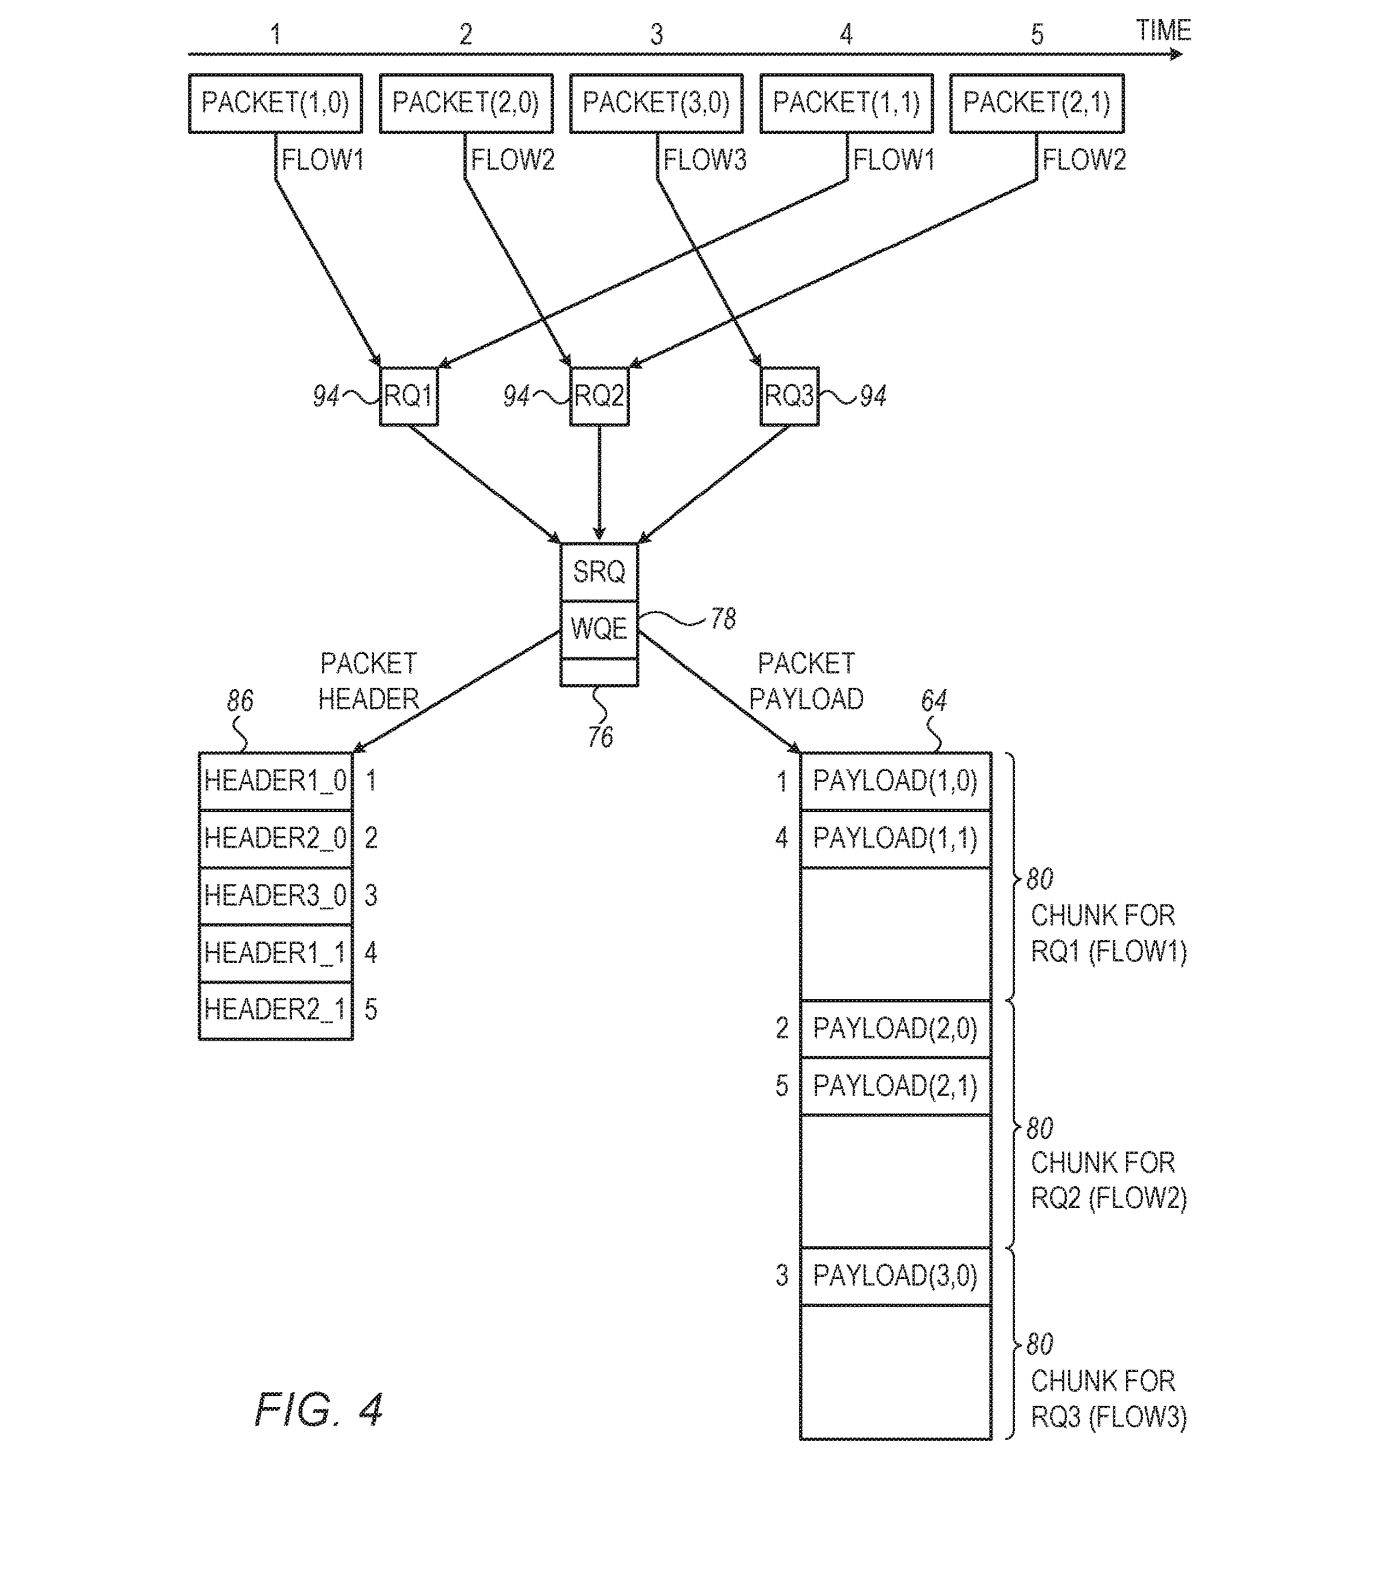 1 2 3 4 5 TIME
PACKET(1,0) PACKET(2,0) PACKET(3,0) PACKET(1,1) PACKET(2,1)
FLOW1 FLOW2 FLOW3 FLOW1 FLOW2
94 RQ1 94 RQ2 RQ3 94
SRQ
WQE 78
76
PACKET
HEADER
PACKET
PAYLOAD
86
HEADER1_0 1
HEADER2_0 2
HEADER3_0 3
HEADER1_1 4
HEADER2_1 5
64
1 PAYLOAD(1,0)
4 PAYLOAD(1,1)
80
CHUNK FOR
RQ1 (FLOW1)
2 PAYLOAD(2,0)
5 PAYLOAD(2,1)
80
CHUNK FOR
RQ2 (FLOW2)
3 PAYLOAD(3,0)
80
CHUNK FOR
RQ3 (FLOW3)
FIG. 4